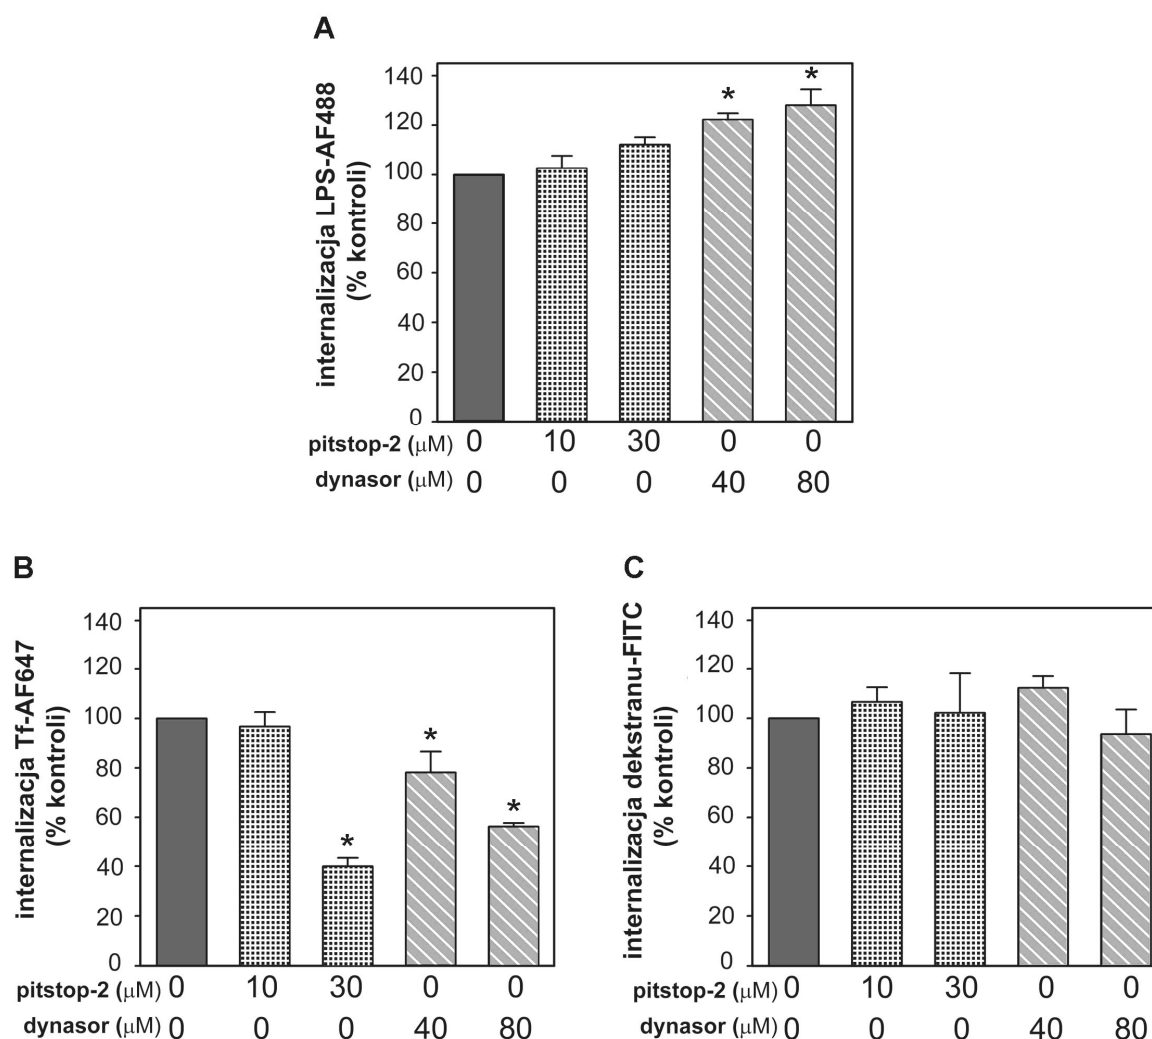 A
internalizacja LPS-AF488
(% kontroli)
140
120
100
80
60
40
20
0
* *
pitstop-2 (μM) 0 10 30 0 0
dynasor (μM) 0 0 0 40 80
B
internalizacja Tf-AF647
(% kontroli)
140
120
100
80
60
40
20
0
* * *
pitstop-2 (μM) 0 10 30 0 0
dynasor (μM) 0 0 0 40 80
C
internalizacja dekstranu-FITC
(% kontroli)
140
120
100
80
60
40
20
0
pitstop-2 (μM) 0 10 30 0 0
dynasor (μM) 0 0 0 40 80